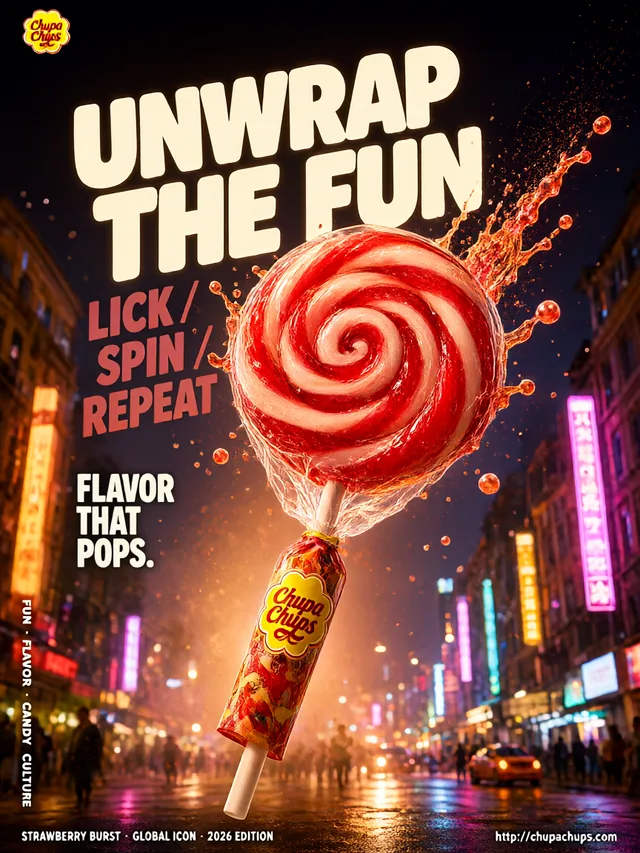 Chupa
Chups
UNWRAP
THE FUN
LICK /
SPIN /
REPEAT
FLAVOR
THAT
POPS.
Chupa
Chups
FUN · FLAVOR · CANDY CULTURE
STRAWBERRY BURST · GLOBAL ICON · 2026 EDITION
http://chupachups.com